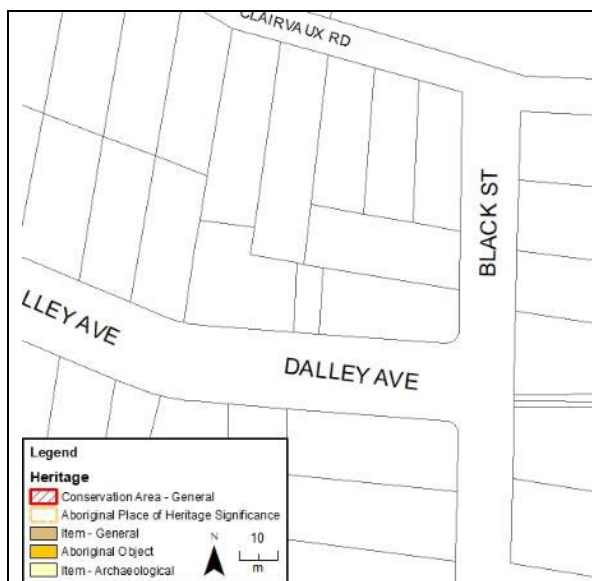 CLAIRVAUX RD
BLACK ST
LLEY AVE
DALLEY AVE
Legend
Heritage
Conservation Area - General
Aboriginal Place of Heritage Significance
Item - General
Aboriginal Object
Item - Archaeological
N
10
m